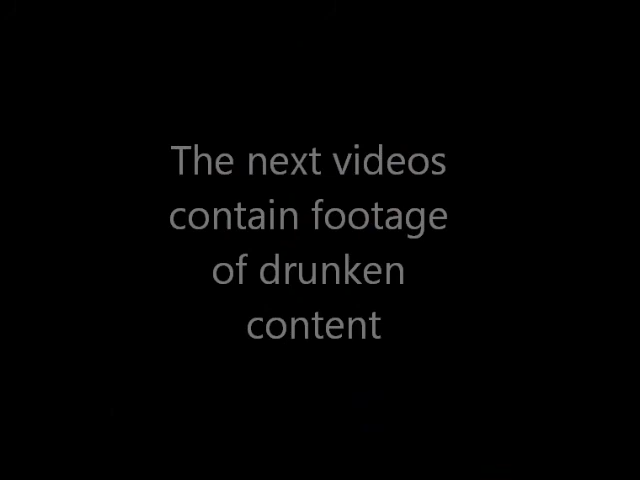 The next videos
contain footage
of drunken
content